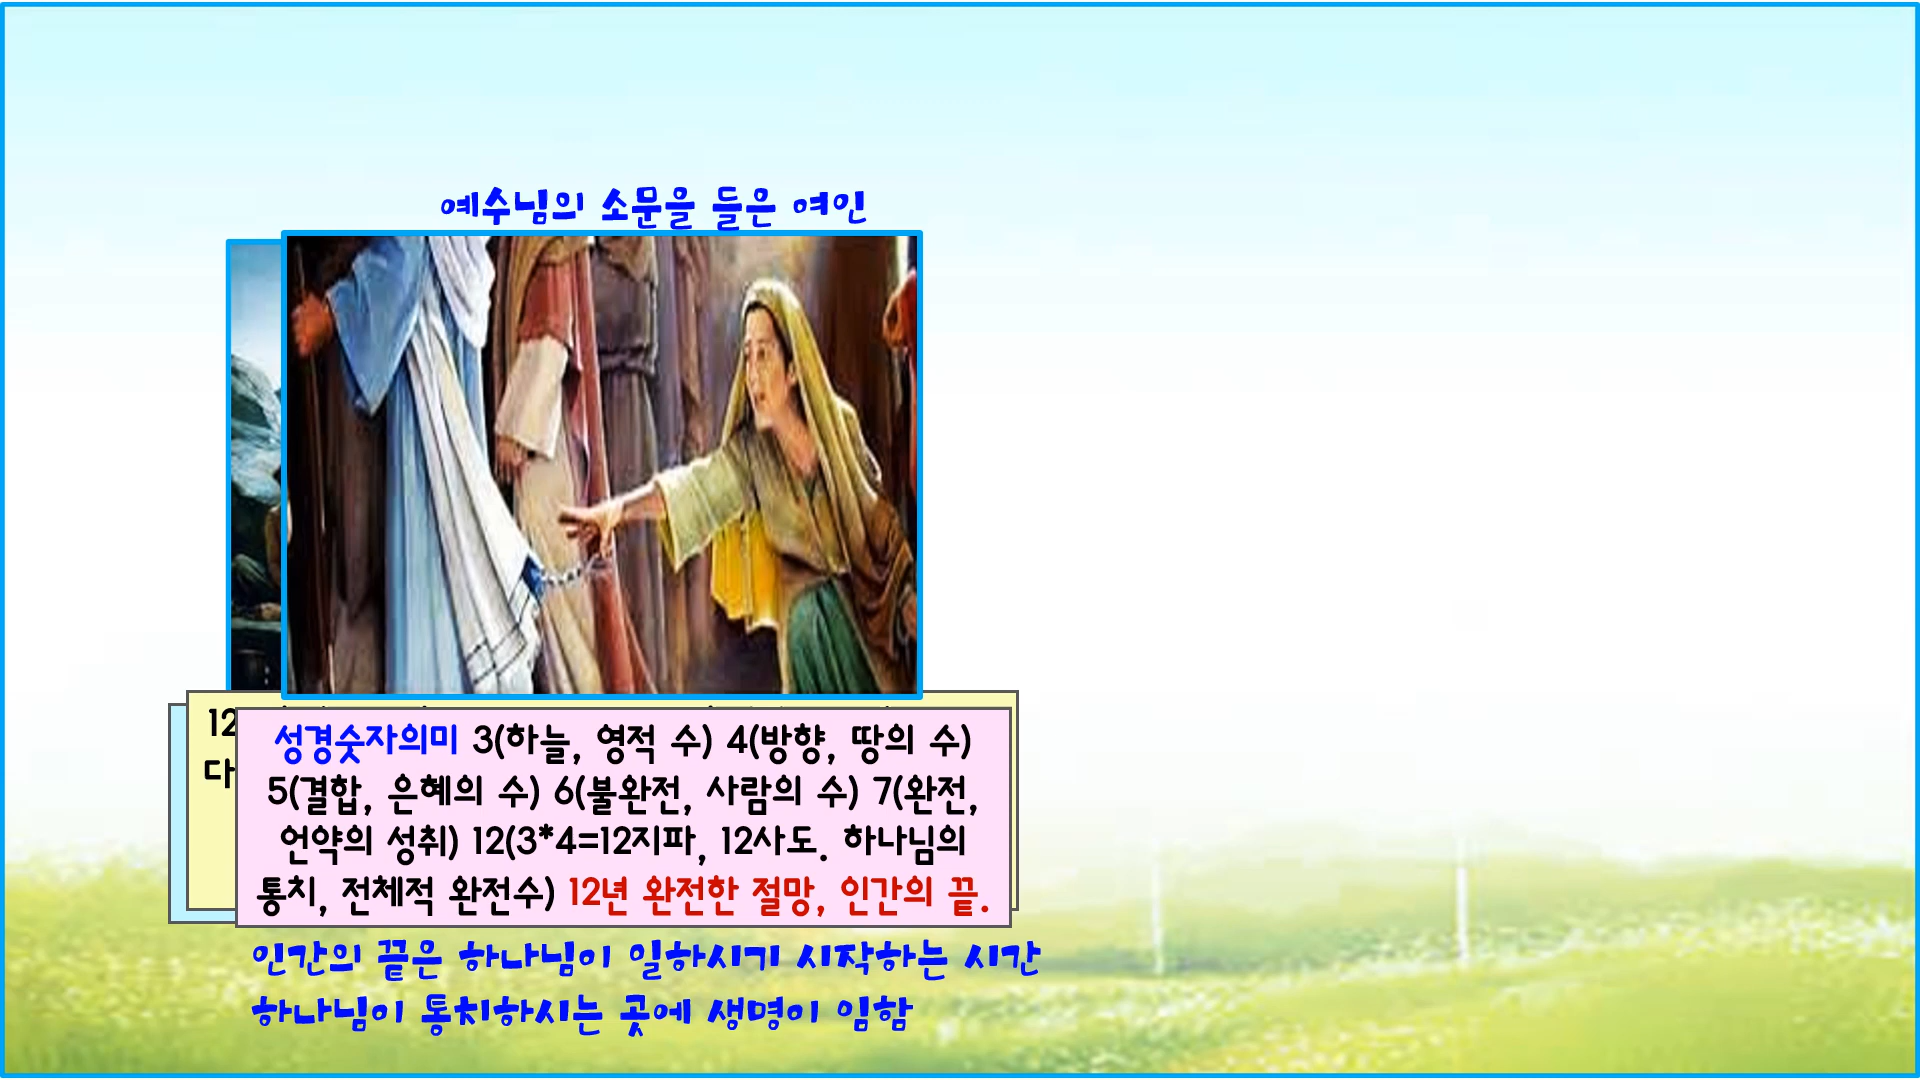 예수님의 소문을 들은 여인
12
다
성경숫자의미 3(하늘, 영적 수) 4(방향, 땅의 수)
5(결합, 은혜의 수) 6(불완전, 사람의 수) 7(완전,
언약의 성취) 12(3*4=12지파, 12사도. 하나님의
통치, 전체적 완전수) 12년 완전한 절망, 인간의 끝.
인간의 끝은 하나님이 일하시기 시작하는 시간
하나님이 통치하시는 곳에 생명이 임함